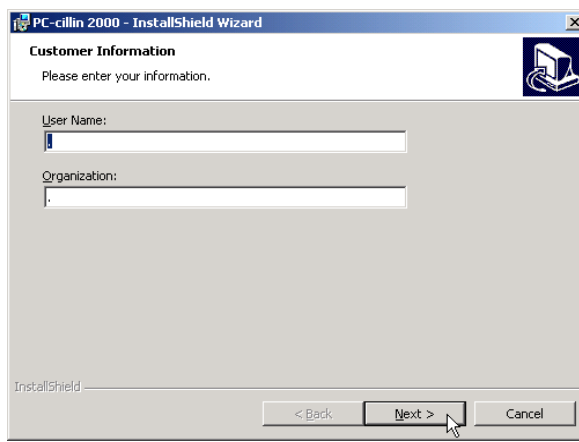 PC-cillin 2000 - InstallShield Wizard
Customer Information
Please enter your information.
User Name:
.
Organization:
.
InstallShield
< Back Next > Cancel